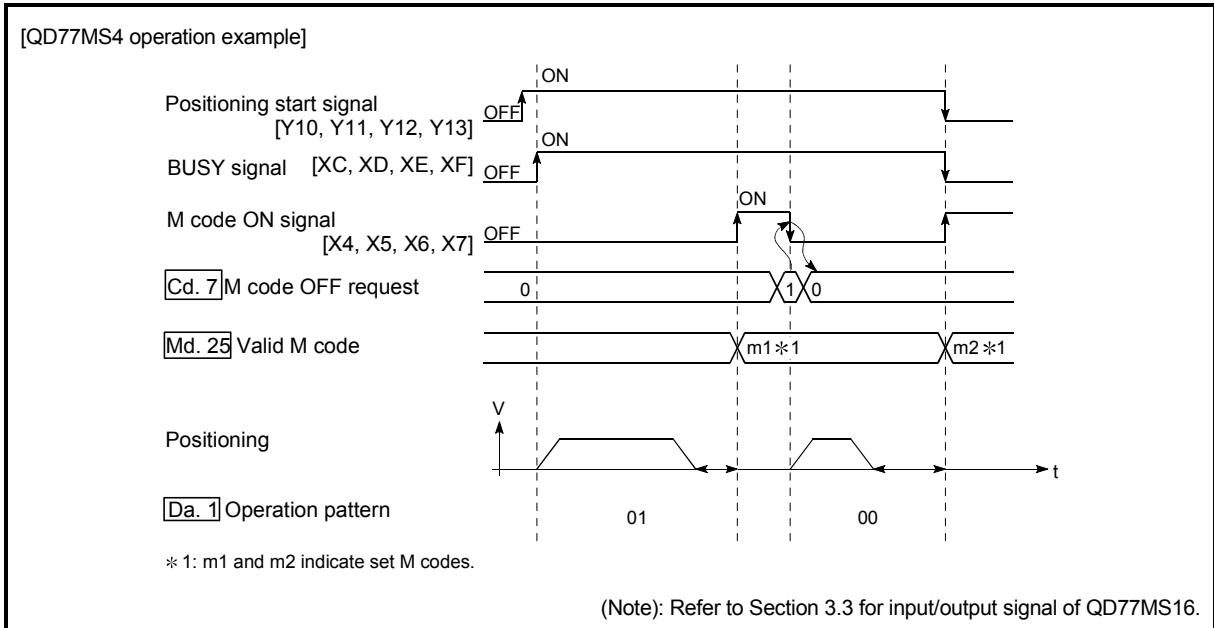 [QD77MS4 operation example]
ON
Positioning start signal
[Y10, Y11, Y12, Y13]
OFF
ON
BUSY signal [XC, XD, XE, XF]
OFF
ON
M code ON signal
[X4, X5, X6, X7]
OFF
Cd. 7 M code OFF request
0
1
0
Md. 25 Valid M code
m1*1
m2*1
V
Positioning
t
Da. 1 Operation pattern
01
00
* 1: m1 and m2 indicate set M codes.
(Note): Refer to Section 3.3 for input/output signal of QD77MS16.